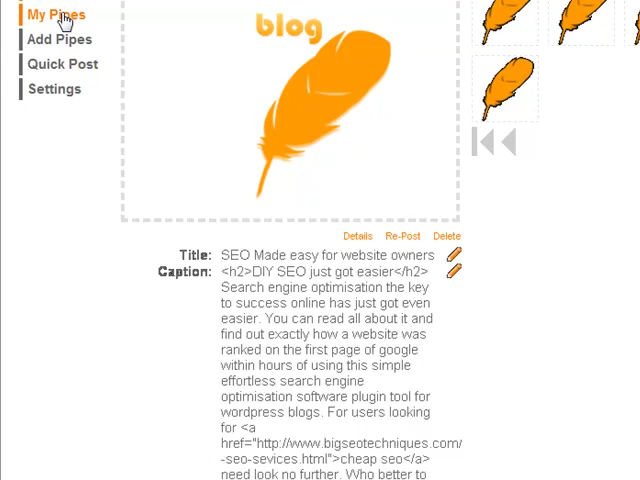 My Pipes
Add Pipes
Quick Post
Settings
blog
Details Re-Post Delete
Title: SEO Made easy for website owners
Caption: <h2>DIY SEO just got easier</h2>
Search engine optimisation the key
to success online has just got even
easier. You can read all about it and
find out exactly how a website was
ranked on the first page of google
within hours of using this simple
effortless search engine
optimisation software plugin tool for
wordpress blogs. For users looking
for <a
href="http://www.bigseotechniques.com/
-seo-sevices.html">cheap seo</a>
need look no further. Who better to